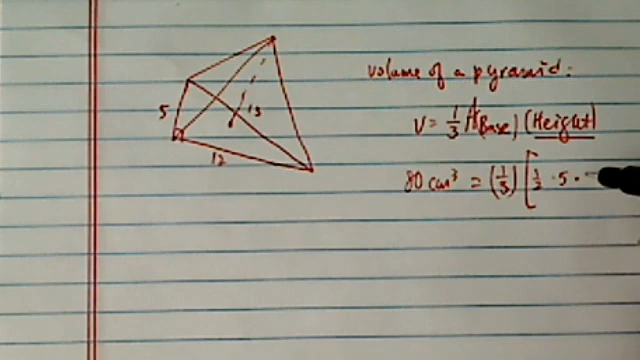 volume of a pyramid:
V = 1/3 A(Base) (Height)
80 cm³ = (1/3) [1/2 · 5 ·
5
13
12